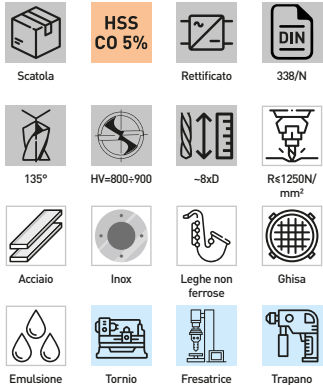 HSS
CO 5%
DIN
Scatola
Rettificato
338/N
135°
HV=800÷900
~8xD
R≤1250N/
mm²
Acciaio
Inox
Leghe non
ferrose
Ghisa
Emulsione
Tornio
Fresatrice
Trapano